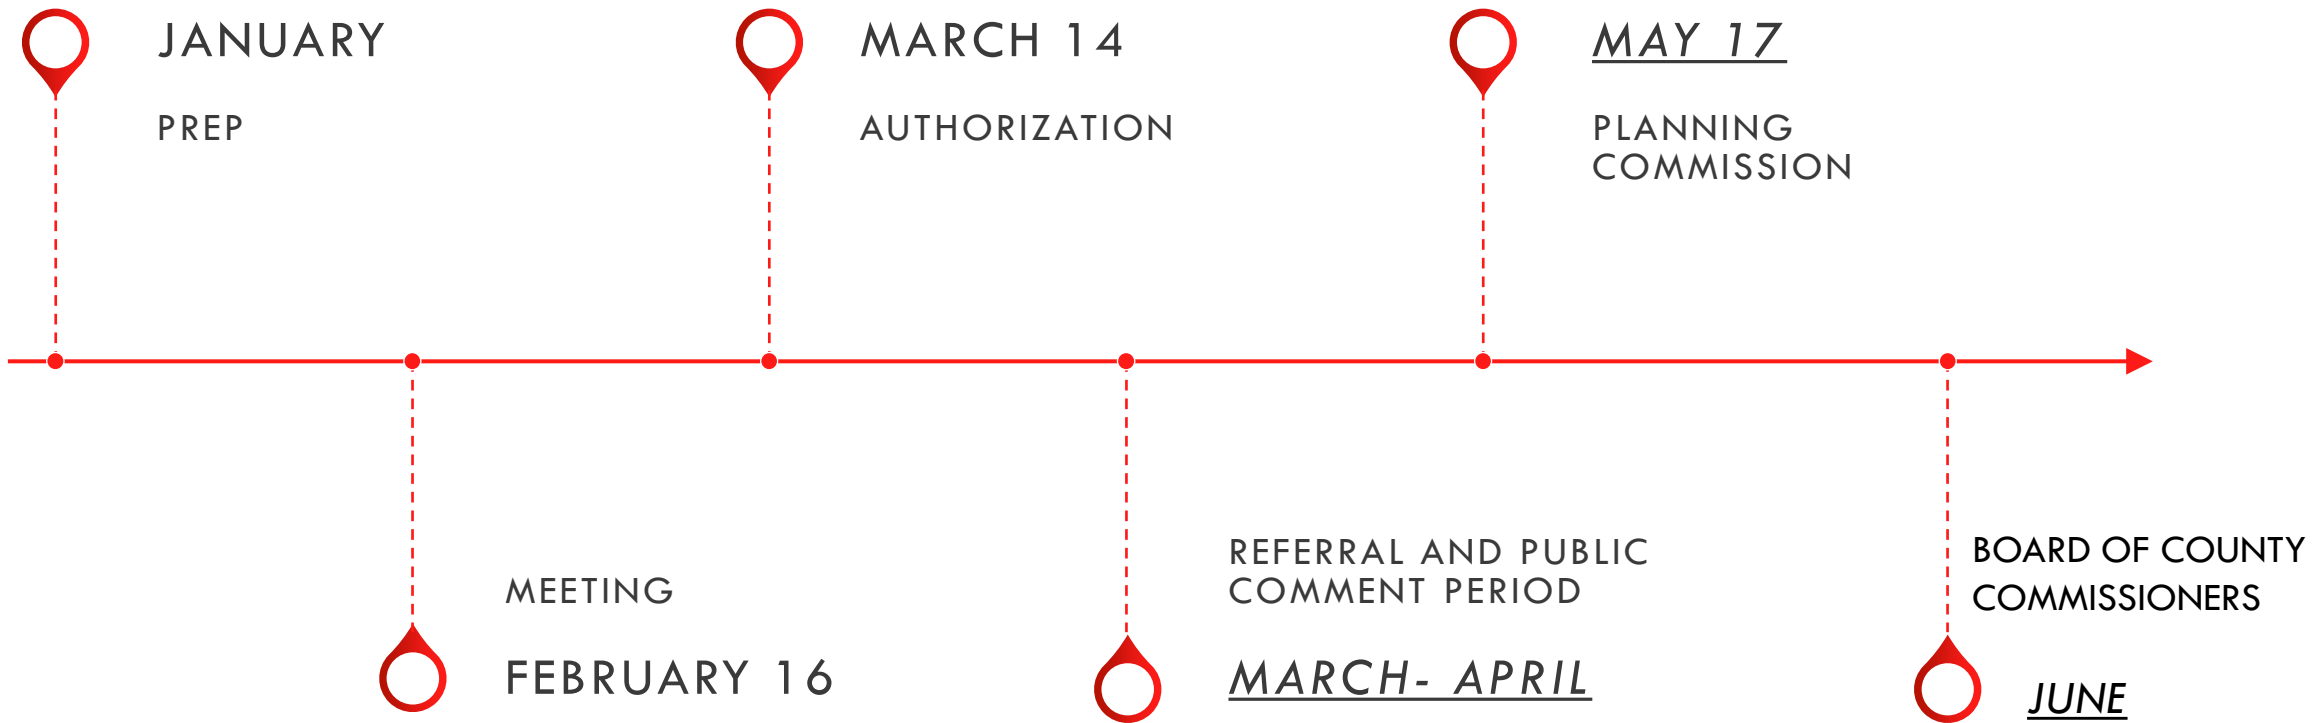 JANUARY
PREP
MARCH 14
AUTHORIZATION
MAY 17
PLANNING
COMMISSION
MEETING
FEBRUARY 16
REFERRAL AND PUBLIC
COMMENT PERIOD
MARCH- APRIL
BOARD OF COUNTY
COMMISSIONERS
JUNE